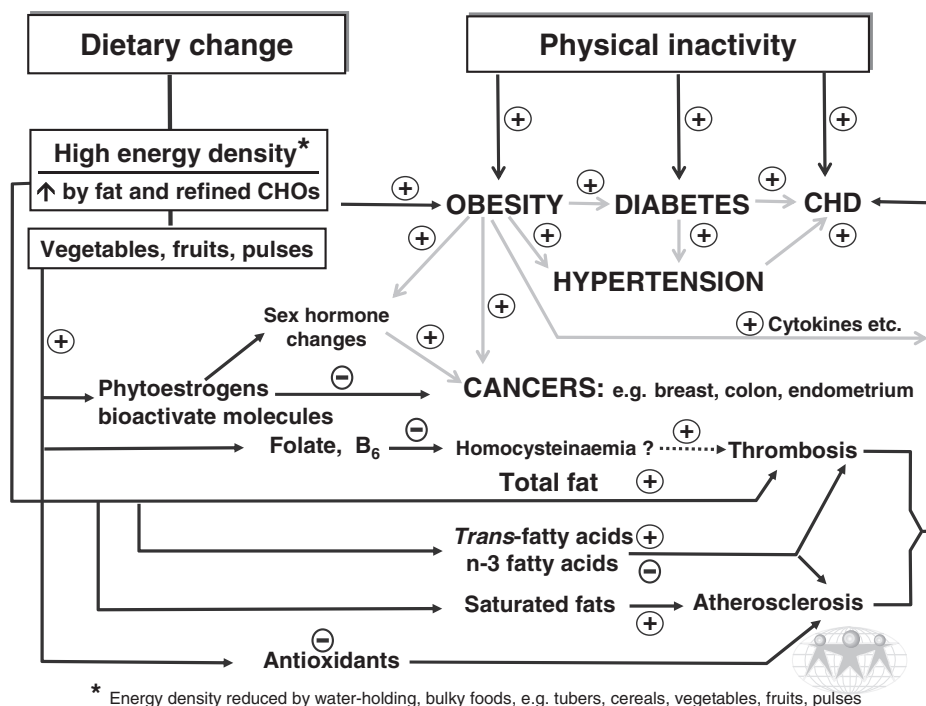 Dietary change
Physical inactivity
High energy density*
↑ by fat and refined CHOs
Vegetables, fruits, pulses
+
+
+
+
OBESITY
+
DIABETES
+
CHD
+
+
+
+
HYPERTENSION
Sex hormone
changes
+
+
+ Cytokines etc.
+
Phytoestrogens
bioactivate molecules
−
CANCERS: e.g. breast, colon, endometrium
Folate, B6
−
Homocysteinaemia ?
+
Thrombosis
Total fat +
Trans-fatty acids +
n-3 fatty acids −
Saturated fats
+
Atherosclerosis
−
Antioxidants
* Energy density reduced by water-holding, bulky foods, e.g. tubers, cereals, vegetables, fruits, pulses